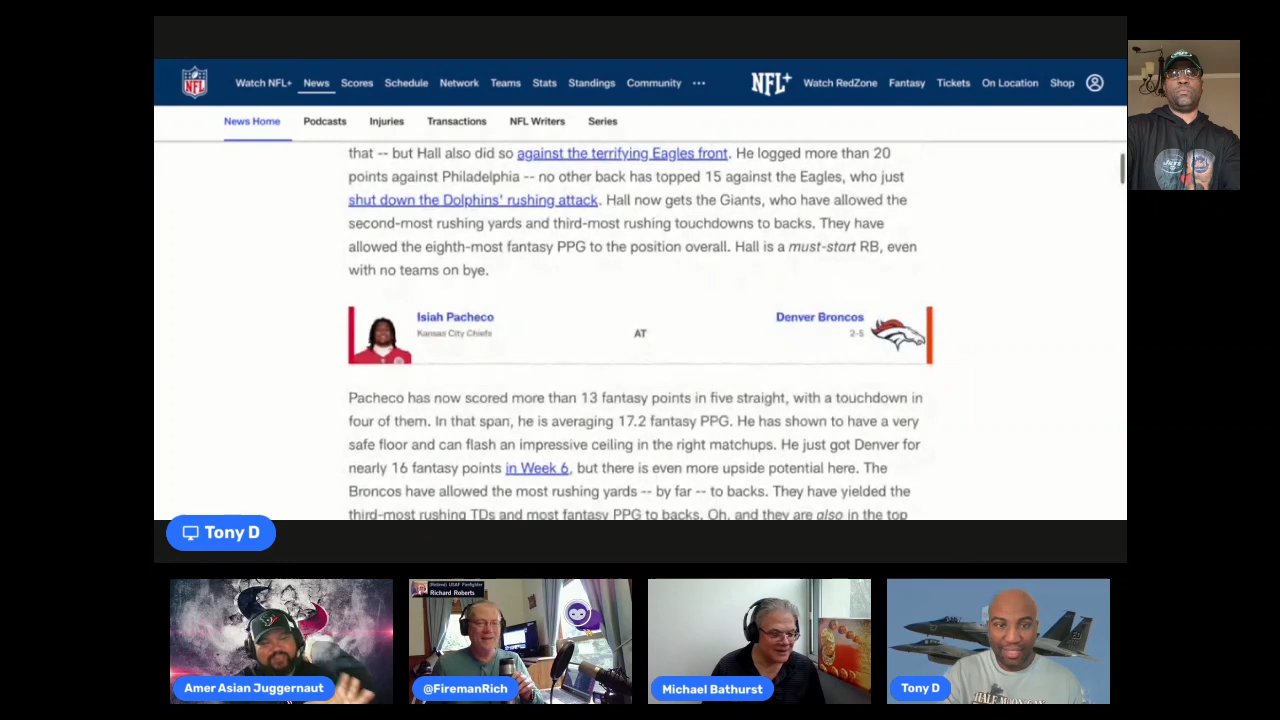 Watch NFL+ News Scores Schedule Network Teams Stats Standings Community ••• NFL+ Watch RedZone Fantasy Tickets On Location Shop
NFL
News Home Podcasts Injuries Transactions NFL Writers Series
that -- but Hall also did so against the terrifying Eagles front. He logged more than 20
points against Philadelphia -- no other back has topped 15 against the Eagles, who just
shut down the Dolphins' rushing attack. Hall now gets the Giants, who have allowed the
second-most rushing yards and third-most rushing touchdowns to backs. They have
allowed the eighth-most fantasy PPG to the position overall. Hall is a must-start RB, even
with no teams on bye.
Isiah Pacheco
Kansas City Chiefs
AT
Denver Broncos
2-5
Pacheco has now scored more than 13 fantasy points in five straight, with a touchdown in
four of them. In that span, he is averaging 17.2 fantasy PPG. He has shown to have a very
safe floor and can flash an impressive ceiling in the right matchups. He just got Denver for
nearly 16 fantasy points in Week 6, but there is even more upside potential here. The
Broncos have allowed the most rushing yards -- by far -- to backs. They have yielded the
third-most rushing TDs and most fantasy PPG to backs. Oh, and they are also in the top
Tony D
JETS
(Retired) USAF Firefighter
Richard Roberts
Amer Asian Juggernaut
@FiremanRich
Michael Bathurst
Tony D
HALF MOON BAY